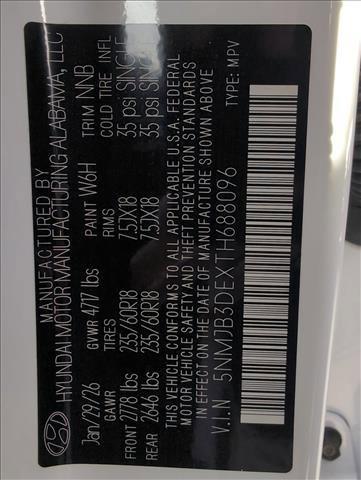 MANUFACTURED BY
HYUNDAI MOTOR MANUFACTURING ALABAMA, LLC
Jan/29/26 GVWR 4717 lbs PAINT W6H TRIM NNB
GAWR TIRES RIMS COLD TIRE INFL
FRONT 2778 lbs 235/60R18 7.5JX18 35 psi SINGLE
REAR 2646 lbs 235/60R18 7.5JX18 35 psi SINGLE
THIS VEHICLE CONFORMS TO ALL APPLICABLE U.S.A. FEDERAL
MOTOR VEHICLE SAFETY AND THEFT PREVENTION STANDARDS
IN EFFECT ON THE DATE OF MANUFACTURE SHOWN ABOVE
V.I.N 5NMJB3DEXTH688096 TYPE: MPV